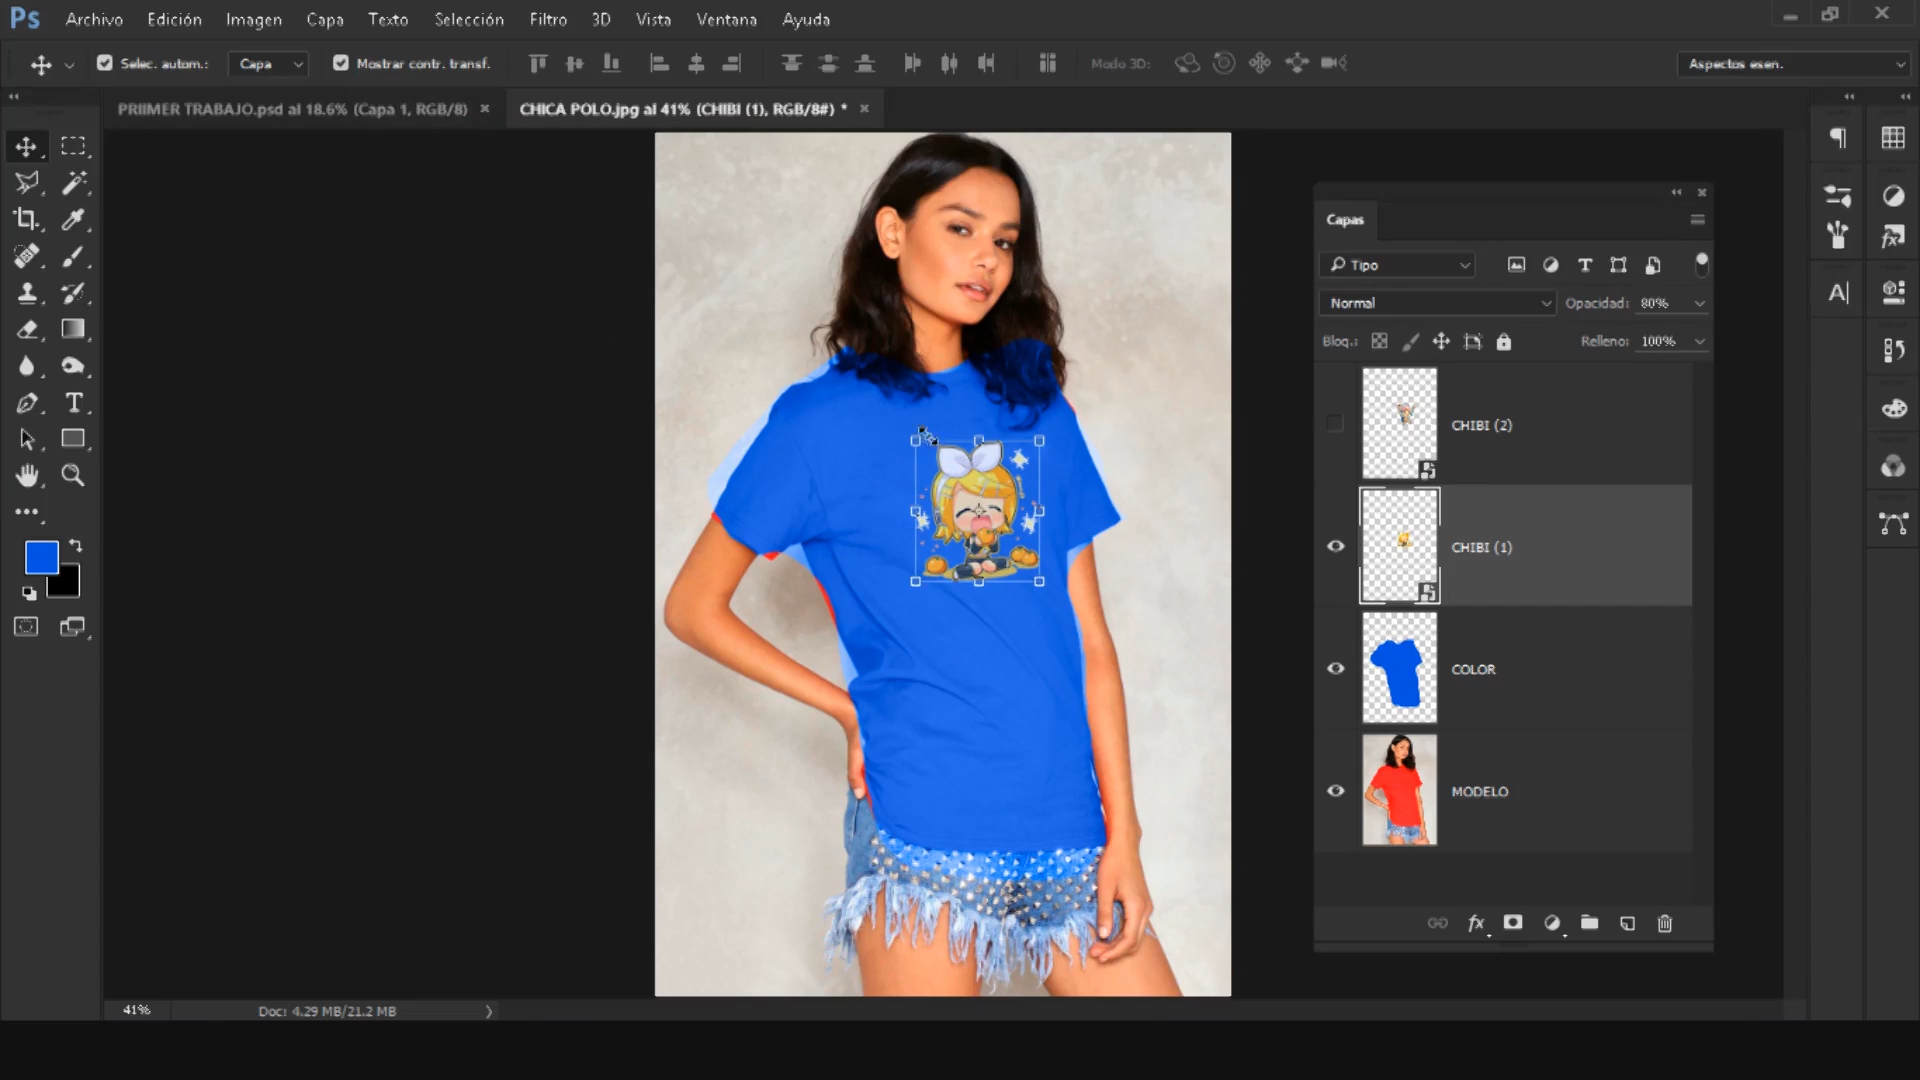 Ps Archivo Edición Imagen Capa Texto Selección Filtro 3D Vista Ventana Ayuda
Selec. autom.: Capa Mostrar contr. transf. Modo 3D: Aspectos esen.
PRIIMER TRABAJO.psd al 18.6% (Capa 1, RGB/8) CHICA POLO.jpg al 41% (CHIBI (1), RGB/8#) *
Capas
Tipo
Normal Opacidad: 80%
Bloq.: Relleno: 100%
CHIBI (2)
CHIBI (1)
COLOR
MODELO
fx
41% Doc: 4.29 MB/21.2 MB